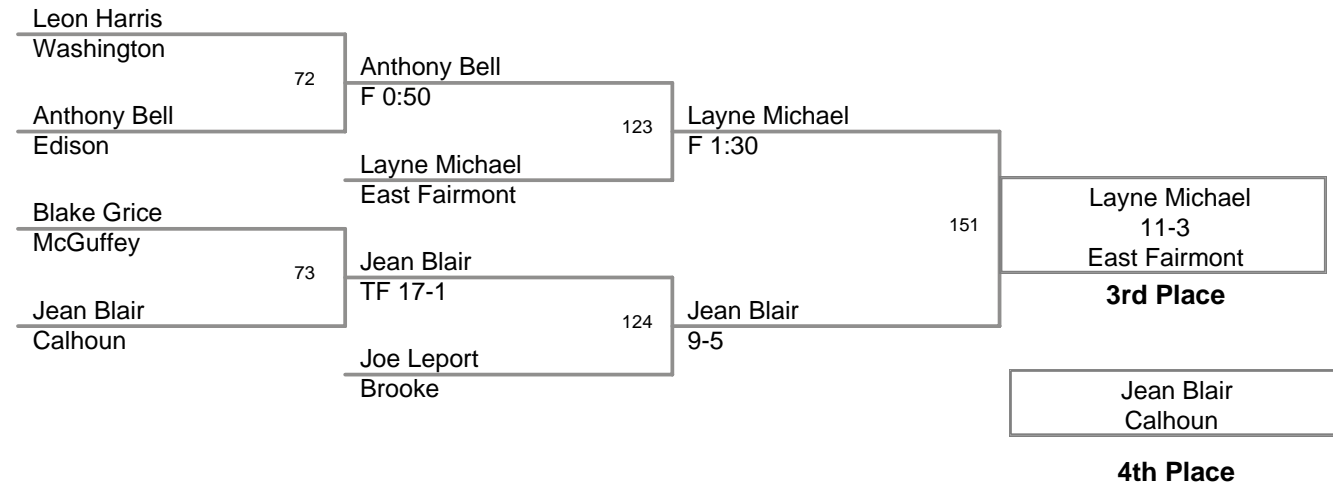 Leon Harris
Washington
72
Anthony Bell
F 0:50
Anthony Bell
Edison
123
Layne Michael
F 1:30
Layne Michael
East Fairmont
Blake Grice
McGuffey
73
Jean Blair
TF 17-1
Jean Blair
Calhoun
124
Jean Blair
9-5
Joe Leport
Brooke
151
Layne Michael
11-3
East Fairmont
3rd Place
Jean Blair
Calhoun
4th Place